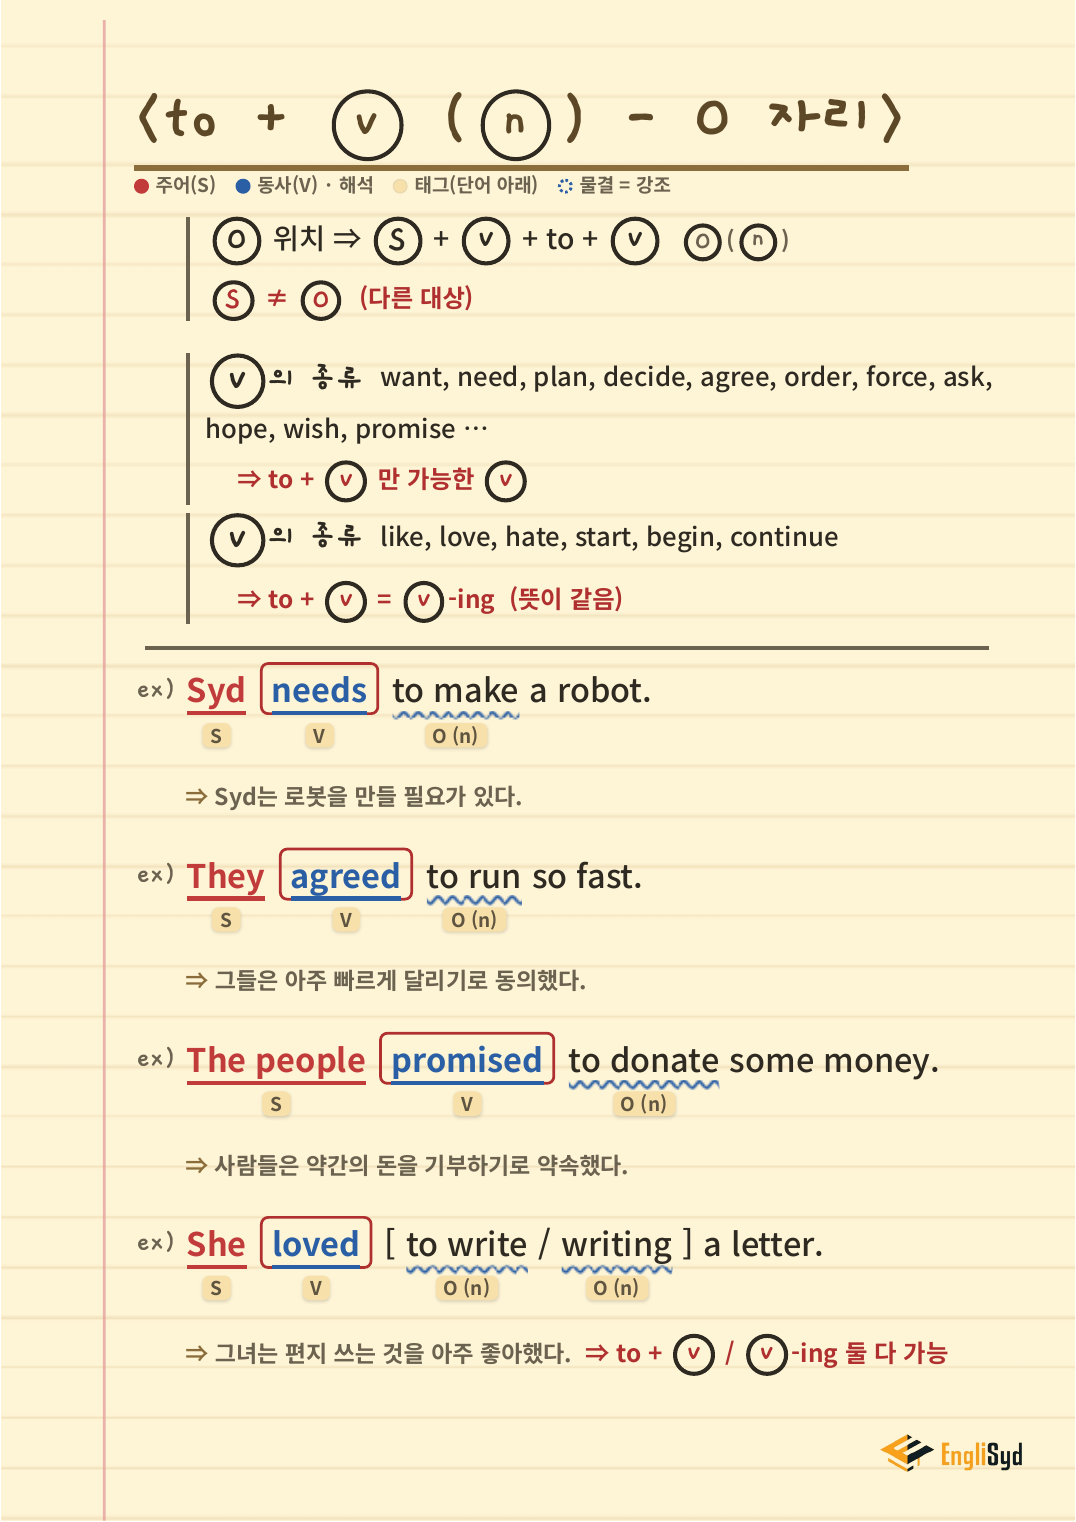 <to + v (n) - O 자리>
주어(S) 동사(V) · 해석 태그(단어 아래) 물결 = 강조
O 위치 ⇒ S + v + to + v O(n)
S ≠ O (다른 대상)
v의 종류 want, need, plan, decide, agree, order, force, ask,
hope, wish, promise ···
⇒ to + v 만 가능한 v
v의 종류 like, love, hate, start, begin, continue
⇒ to + v = v-ing (뜻이 같음)
ex) Syd needs to make a robot.
S V O (n)
⇒ Syd는 로봇을 만들 필요가 있다.
ex) They agreed to run so fast.
S V O (n)
⇒ 그들은 아주 빠르게 달리기로 동의했다.
ex) The people promised to donate some money.
S V O (n)
⇒ 사람들은 약간의 돈을 기부하기로 약속했다.
ex) She loved [ to write / writing ] a letter.
S V O (n) O (n)
⇒ 그녀는 편지 쓰는 것을 아주 좋아했다. ⇒ to + v / v-ing 둘 다 가능
EngliSyd